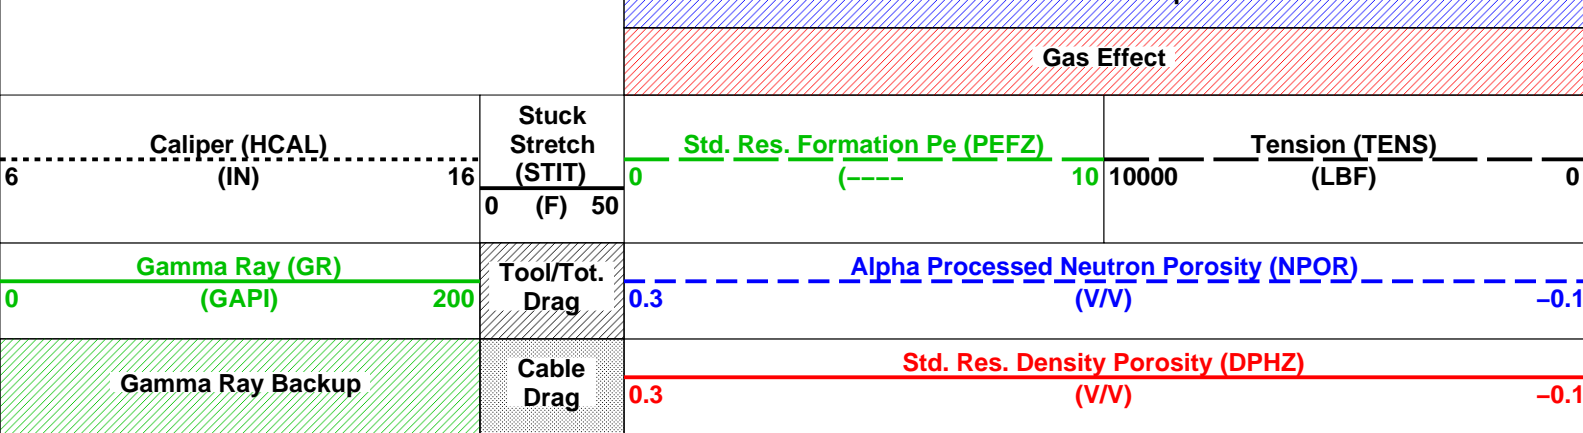 Gas Effect
Caliper (HCAL)
6 (IN) 16
Stuck
Stretch
(STIT)
0 (F) 50
Std. Res. Formation Pe (PEFZ)
0 (−−−− 10
Tension (TENS)
10000 (LBF) 0
Gamma Ray (GR)
0 (GAPI) 200
Tool/Tot.
Drag
Alpha Processed Neutron Porosity (NPOR)
0.3 (V/V) −0.1
Gamma Ray Backup
Cable
Drag
Std. Res. Density Porosity (DPHZ)
0.3 (V/V) −0.1